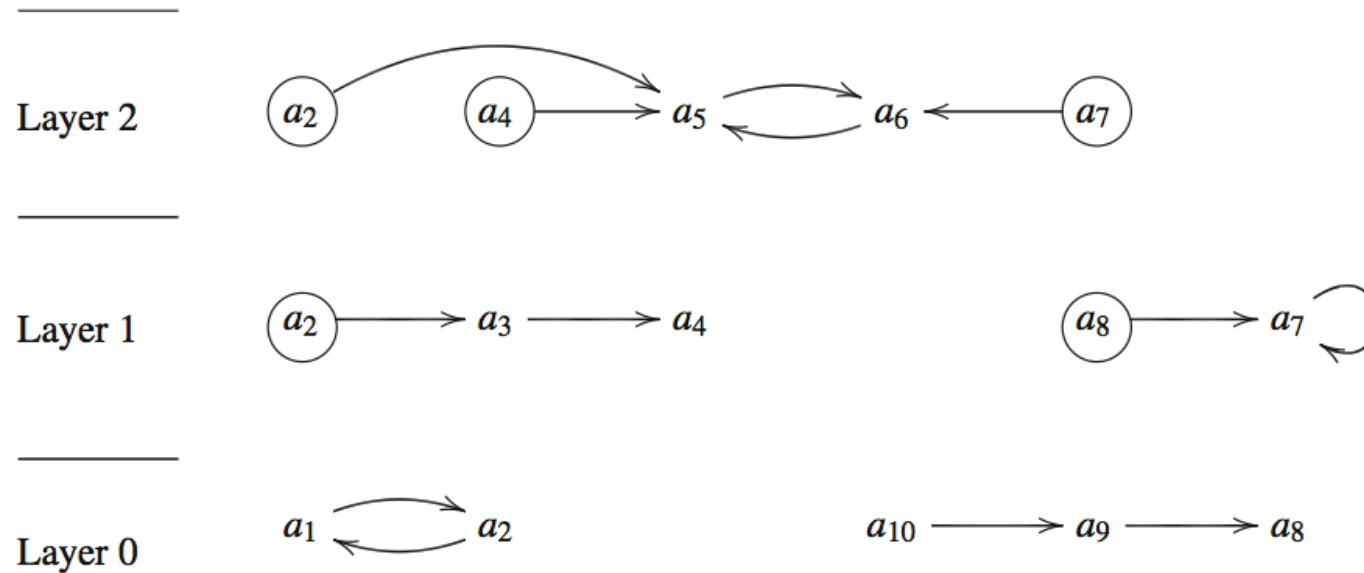 Layer 2 a₂ a₄ a₅ a₆ a₇
Layer 1 a₂ a₃ a₄ a₈ a₇
Layer 0 a₁ a₂ a₁₀ a₉ a₈